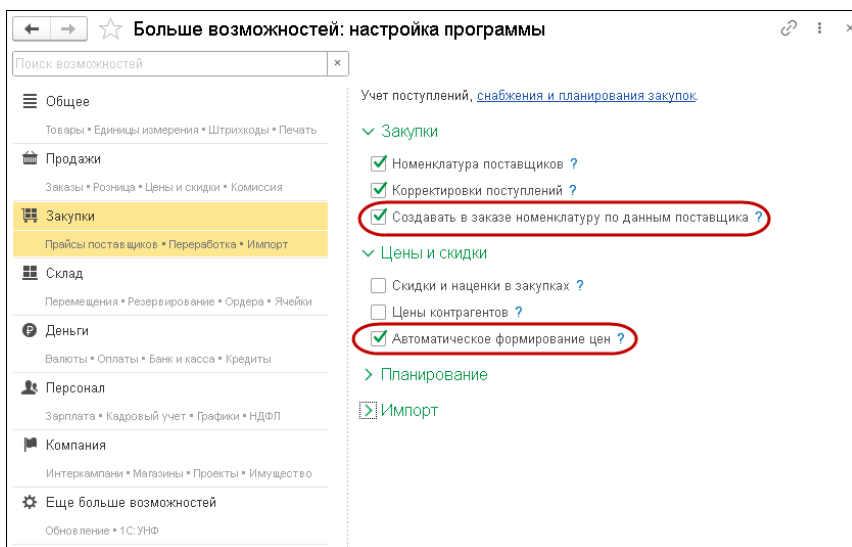 Больше возможностей: настройка программы
Поиск возможностей
Общее
Товары • Единицы измерения • Штрихкоды • Печать
Продажи
Заказы • Розница • Цены и скидки • Комиссия
Закупки
Прайсы поставщиков • Переработка • Импорт
Склад
Перемещения • Резервирование • Ордера • Ячейки
Деньги
Валюты • Оплаты • Банк и касса • Кредиты
Персонал
Зарплата • Кадровый учет • Графики • НДФЛ
Компания
Интеркампани • Магазины • Проекты • Имущество
Еще больше возможностей
Обновление • 1С:УНФ
Учет поступлений, снабжения и планирования закупок.
Закупки
Номенклатура поставщиков ?
Корректировки поступлений ?
Создавать в заказе номенклатуру по данным поставщика ?
Цены и скидки
Скидки и наценки в закупках ?
Цены контрагентов ?
Автоматическое формирование цен ?
Планирование
Импорт